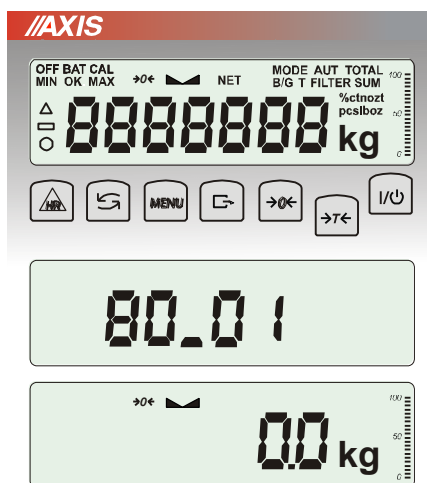 //AXIS
OFF BAT CAL →0← NET MODE AUT TOTAL 100
MIN OK MAX B/G T FILTER SUM
%ctnozt
pcslboz 50
8888888 kg
0
HR MENU →0← →T← I/⏻
80_01
→0← 100
50
0.0 kg
0